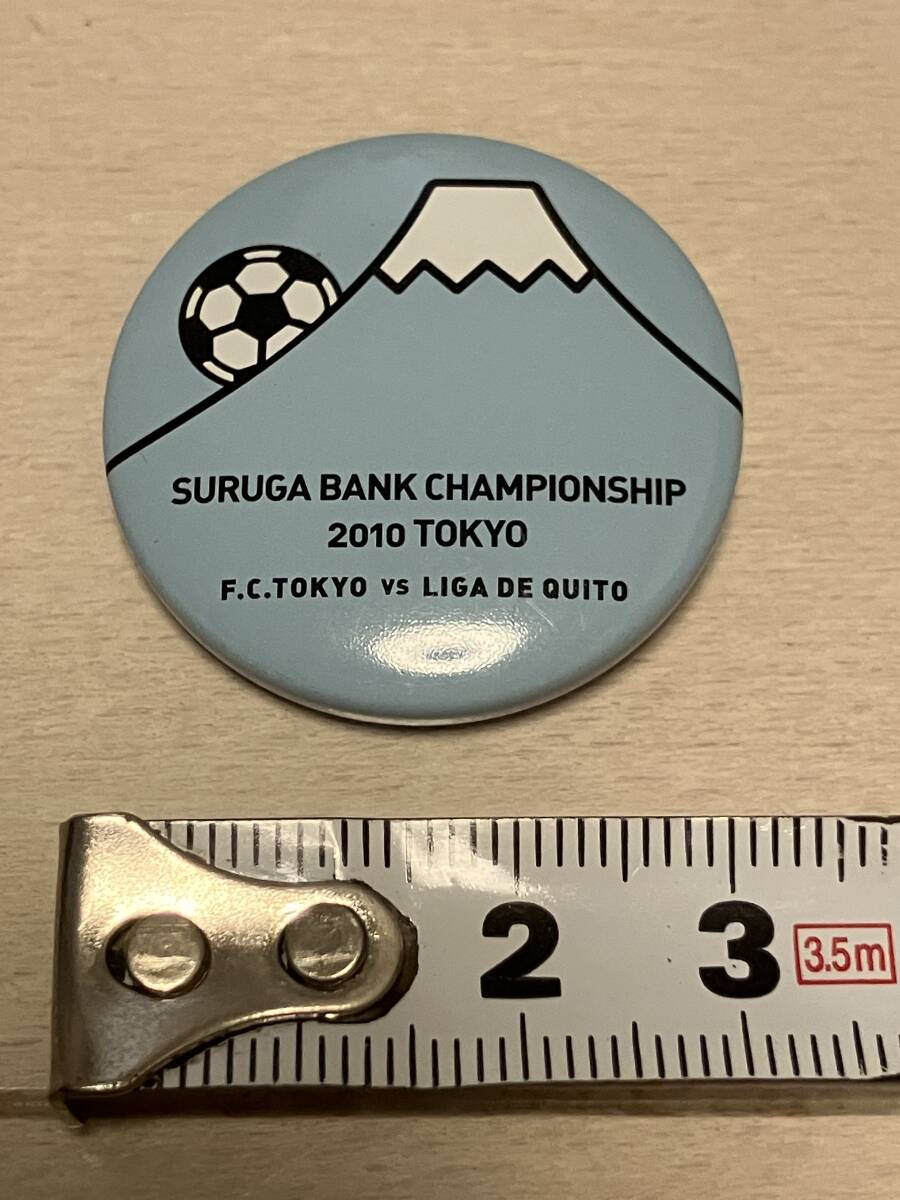 SURUGA BANK CHAMPIONSHIP
2010 TOKYO
F.C.TOKYO VS LIGA DE QUITO
2 3 3.5m